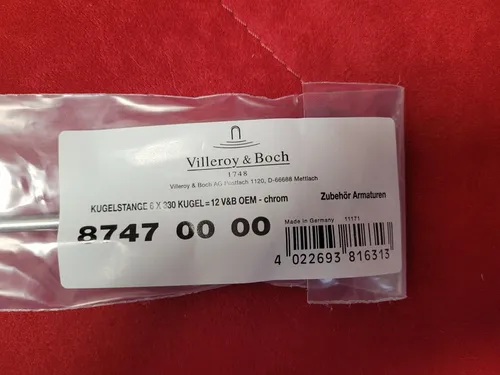 Villeroy & Boch
1748
Villeroy & Boch AG Postfach 1120, D-66688 Mettlach
KUGELSTANGE 6 X 330 KUGEL=12 V&B OEM - chrom
Zubehör Armaturen
8747 00 00
Made in Germany 11171
4 022693 816313